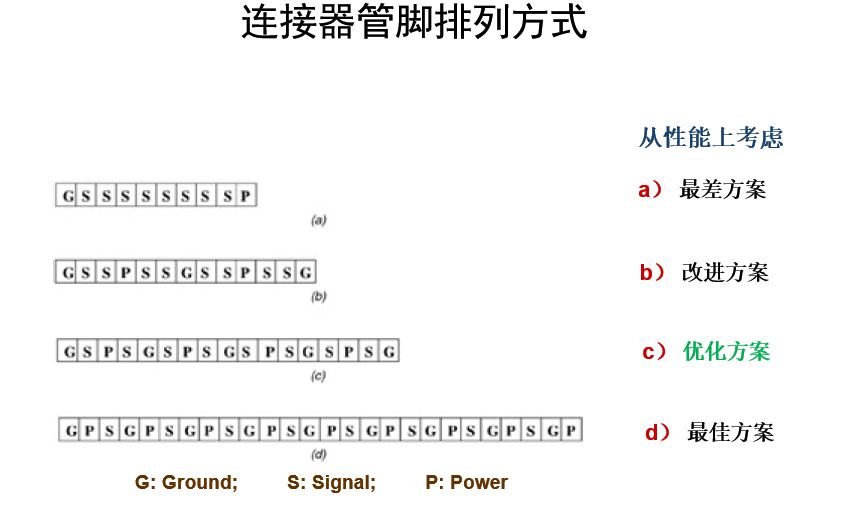 连接器管脚排列方式
从性能上考虑
G S S S S S S S S P
a） 最差方案
(a)
G S S P S S G S S P S S G
b） 改进方案
(b)
G S P S G S P S G S P S G S P S G
c） 优化方案
(c)
G P S G P S G P S G P S G P S G P S G P S G P S G P
d） 最佳方案
(d)
G: Ground; S: Signal; P: Power